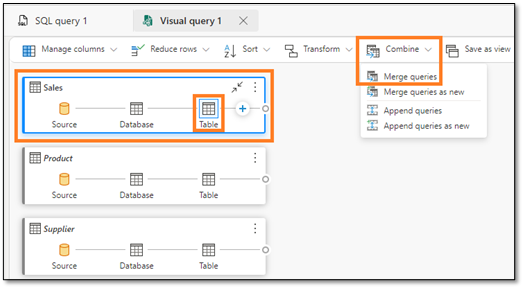 SQL query 1
Visual query 1
Manage columns
Reduce rows
Sort
Transform
Combine
Save as view
Merge queries
Merge queries as new
Append queries
Append queries as new
Sales
Source
Database
Table
Product
Source
Database
Table
Supplier
Source
Database
Table